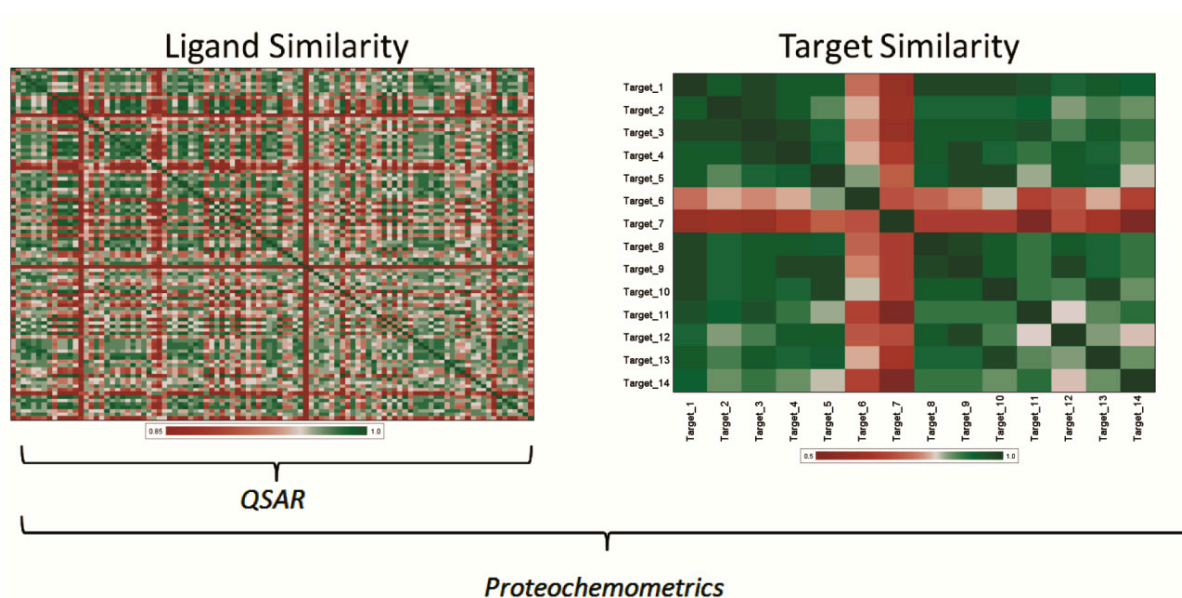 Ligand Similarity
Target Similarity
Target_1
Target_2
Target_3
Target_4
Target_5
Target_6
Target_7
Target_8
Target_9
Target_10
Target_11
Target_12
Target_13
Target_14
Target_1
Target_2
Target_3
Target_4
Target_5
Target_6
Target_7
Target_8
Target_9
Target_10
Target_11
Target_12
Target_13
Target_14
0.85 1.0
0.5 1.0
QSAR
Proteochemometrics